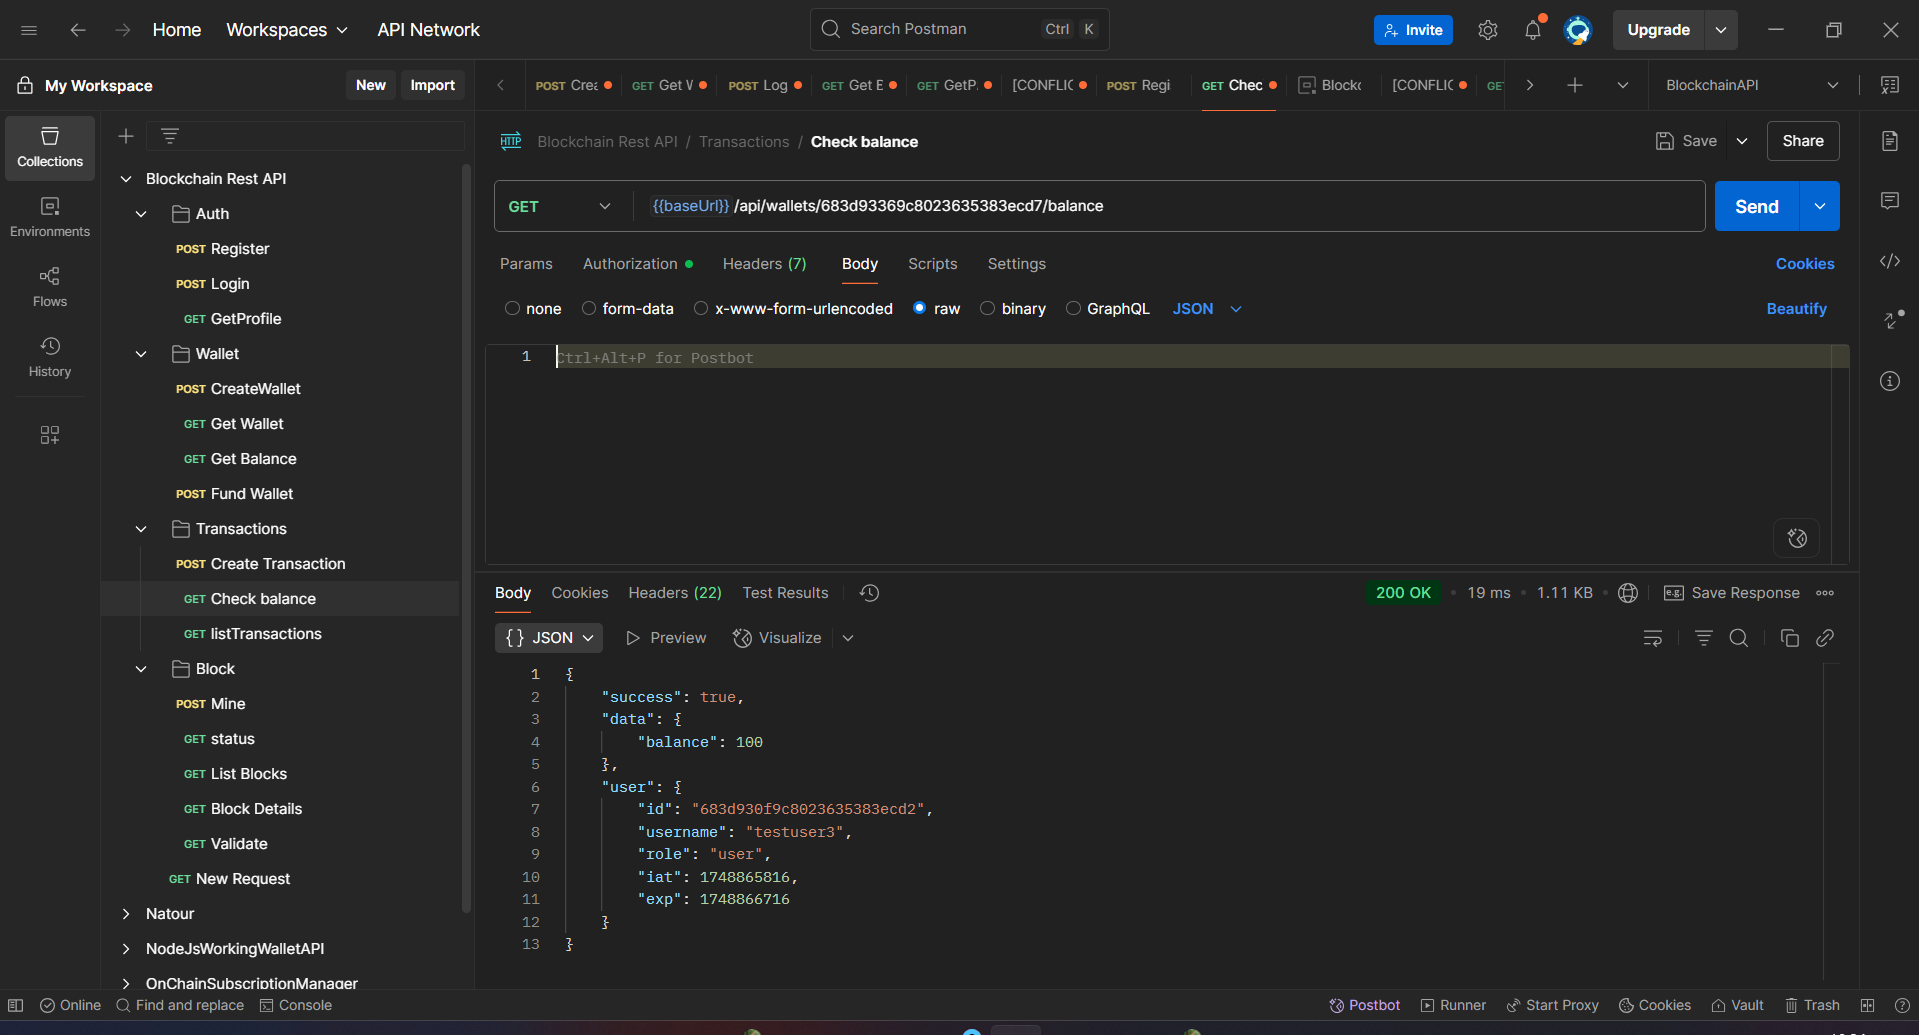 Home Workspaces API Network Search Postman Ctrl K Invite Upgrade
My Workspace New Import
POST Crea GET Get W POST Log GET Get B GET GetP. [CONFLIC POST Regi GET Chec Blockc [CONFLIC GE BlockchainAPI
Collections
Environments
Flows
History
Blockchain Rest API
Auth
POST Register
POST Login
GET GetProfile
Wallet
POST CreateWallet
GET Get Wallet
GET Get Balance
POST Fund Wallet
Transactions
POST Create Transaction
GET Check balance
GET listTransactions
Block
POST Mine
GET status
GET List Blocks
GET Block Details
GET Validate
GET New Request
Natour
NodeJsWorkingWalletAPI
OnChainSubscriptionManager
HTTP Blockchain Rest API / Transactions / Check balance Save Share
GET {{baseUrl}} /api/wallets/683d93369c8023635383ecd7/balance Send
Params Authorization Headers (7) Body Scripts Settings Cookies
none form-data x-www-form-urlencoded raw binary GraphQL JSON Beautify
1 Ctrl+Alt+P for Postbot
Body Cookies Headers (22) Test Results 200 OK • 19 ms • 1.11 KB • e.g. Save Response
{} JSON Preview Visualize
1 {
2 "success": true,
3 "data": {
4 "balance": 100
5 },
6 "user": {
7 "id": "683d930f9c8023635383ecd2",
8 "username": "testuser3",
9 "role": "user",
10 "iat": 1748865816,
11 "exp": 1748866716
12 }
13 }
Online Find and replace Console Postbot Runner Start Proxy Cookies Vault Trash